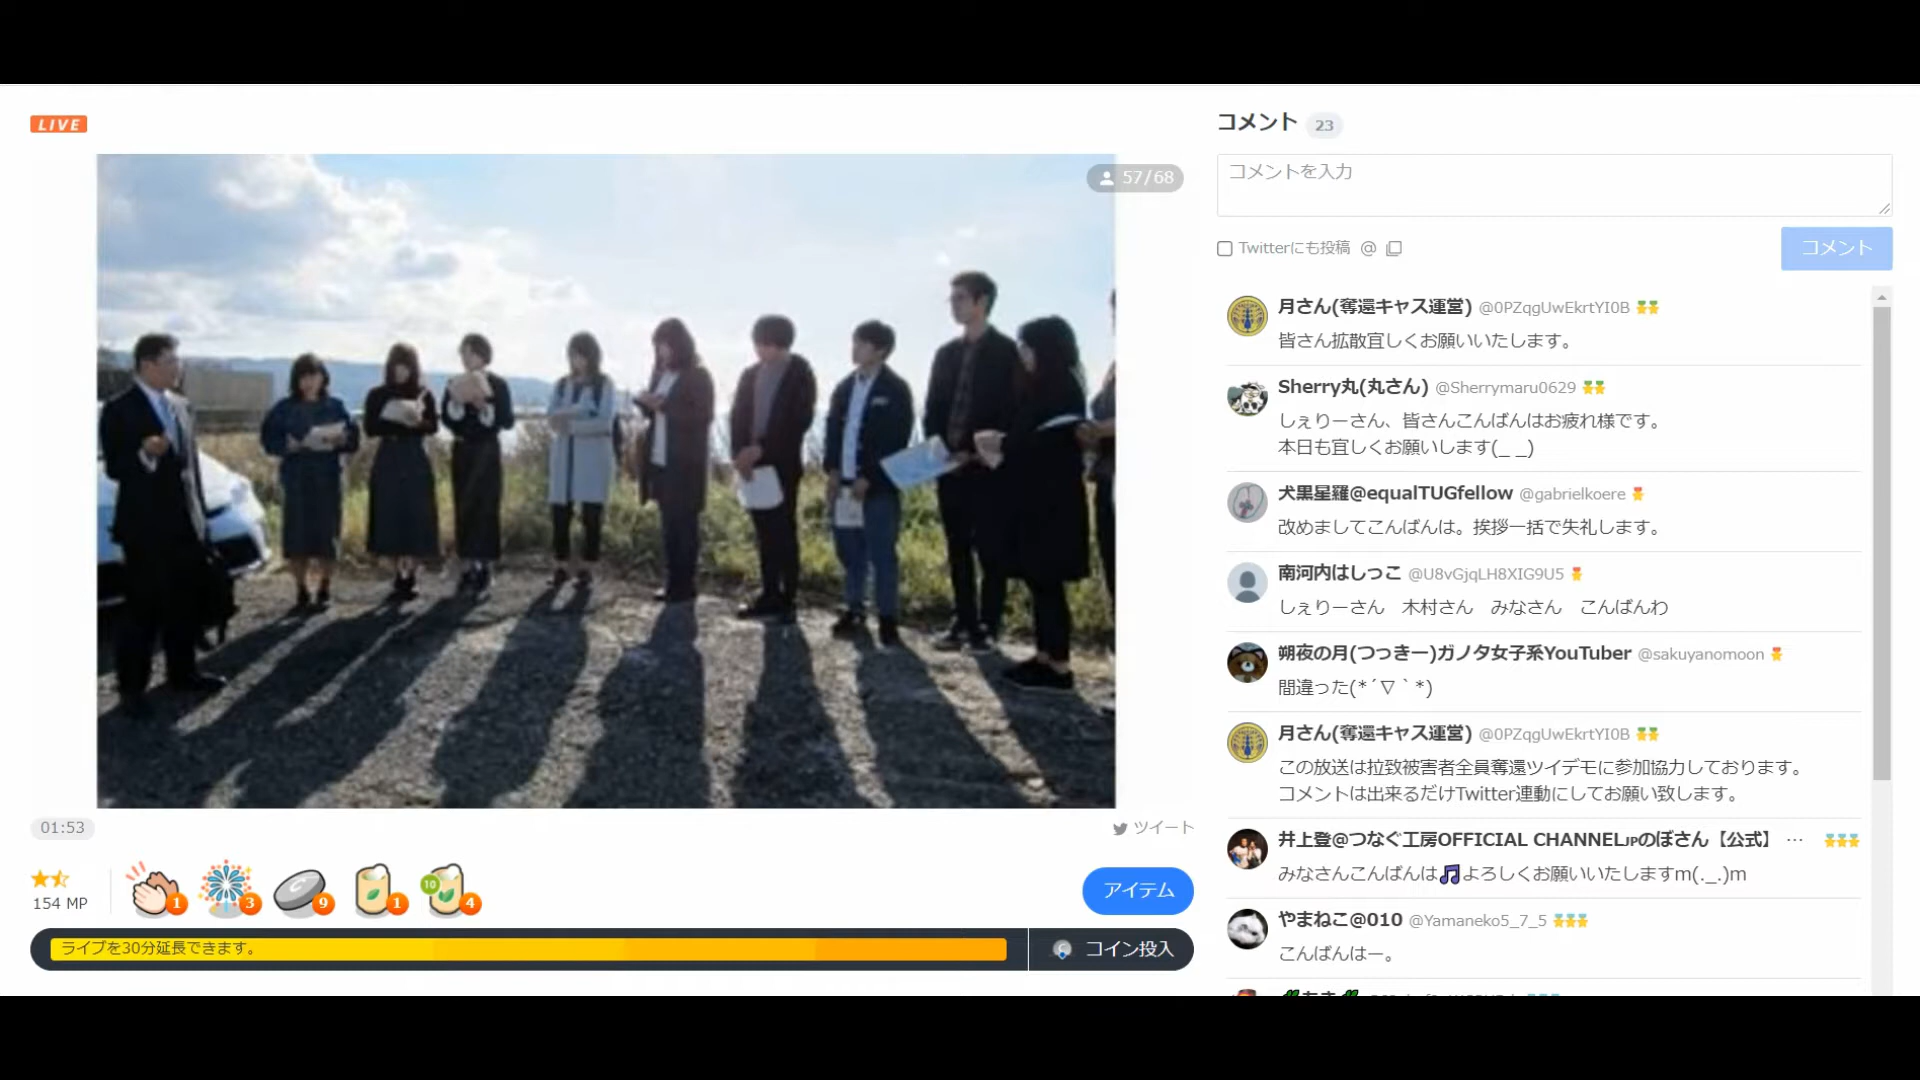 LIVE
57/68
01:53
ツイート
154 MP
1
3
9
1
10
4
アイテム
ライブを30分延長できます。
コイン投入
コメント 23
コメントを入力
Twitterにも投稿 @
コメント
月さん(奪還キャス運営) @0PZqgUwEkrtYI0B
皆さん拡散宜しくお願いいたします。
Sherry丸(丸さん) @Sherrymaru0629
しぇりーさん、皆さんこんばんはお疲れ様です。
本日も宜しくお願いします(_ _)
犬黒星羅@equalTUGfellow @gabrielkoere
改めましてこんばんは。挨拶一括で失礼します。
南河内はしっこ @U8vGjqLH8XIG9U5
しぇりーさん　木村さん　みなさん　こんばんわ
朔夜の月(つっきー)ガノタ女子系YouTuber @sakuyanomoon
間違った(*´▽｀*)
月さん(奪還キャス運営) @0PZqgUwEkrtYI0B
この放送は拉致被害者全員奪還ツイデモに参加協力しております。
コメントは出来るだけTwitter連動にしてお願い致します。
井上登@つなぐ工房OFFICIAL CHANNELJPのぼさん【公式】 …
みなさんこんばんは🎵よろしくお願いいたしますm(._.)m
やまねこ@010 @Yamaneko5_7_5
こんばんはー。